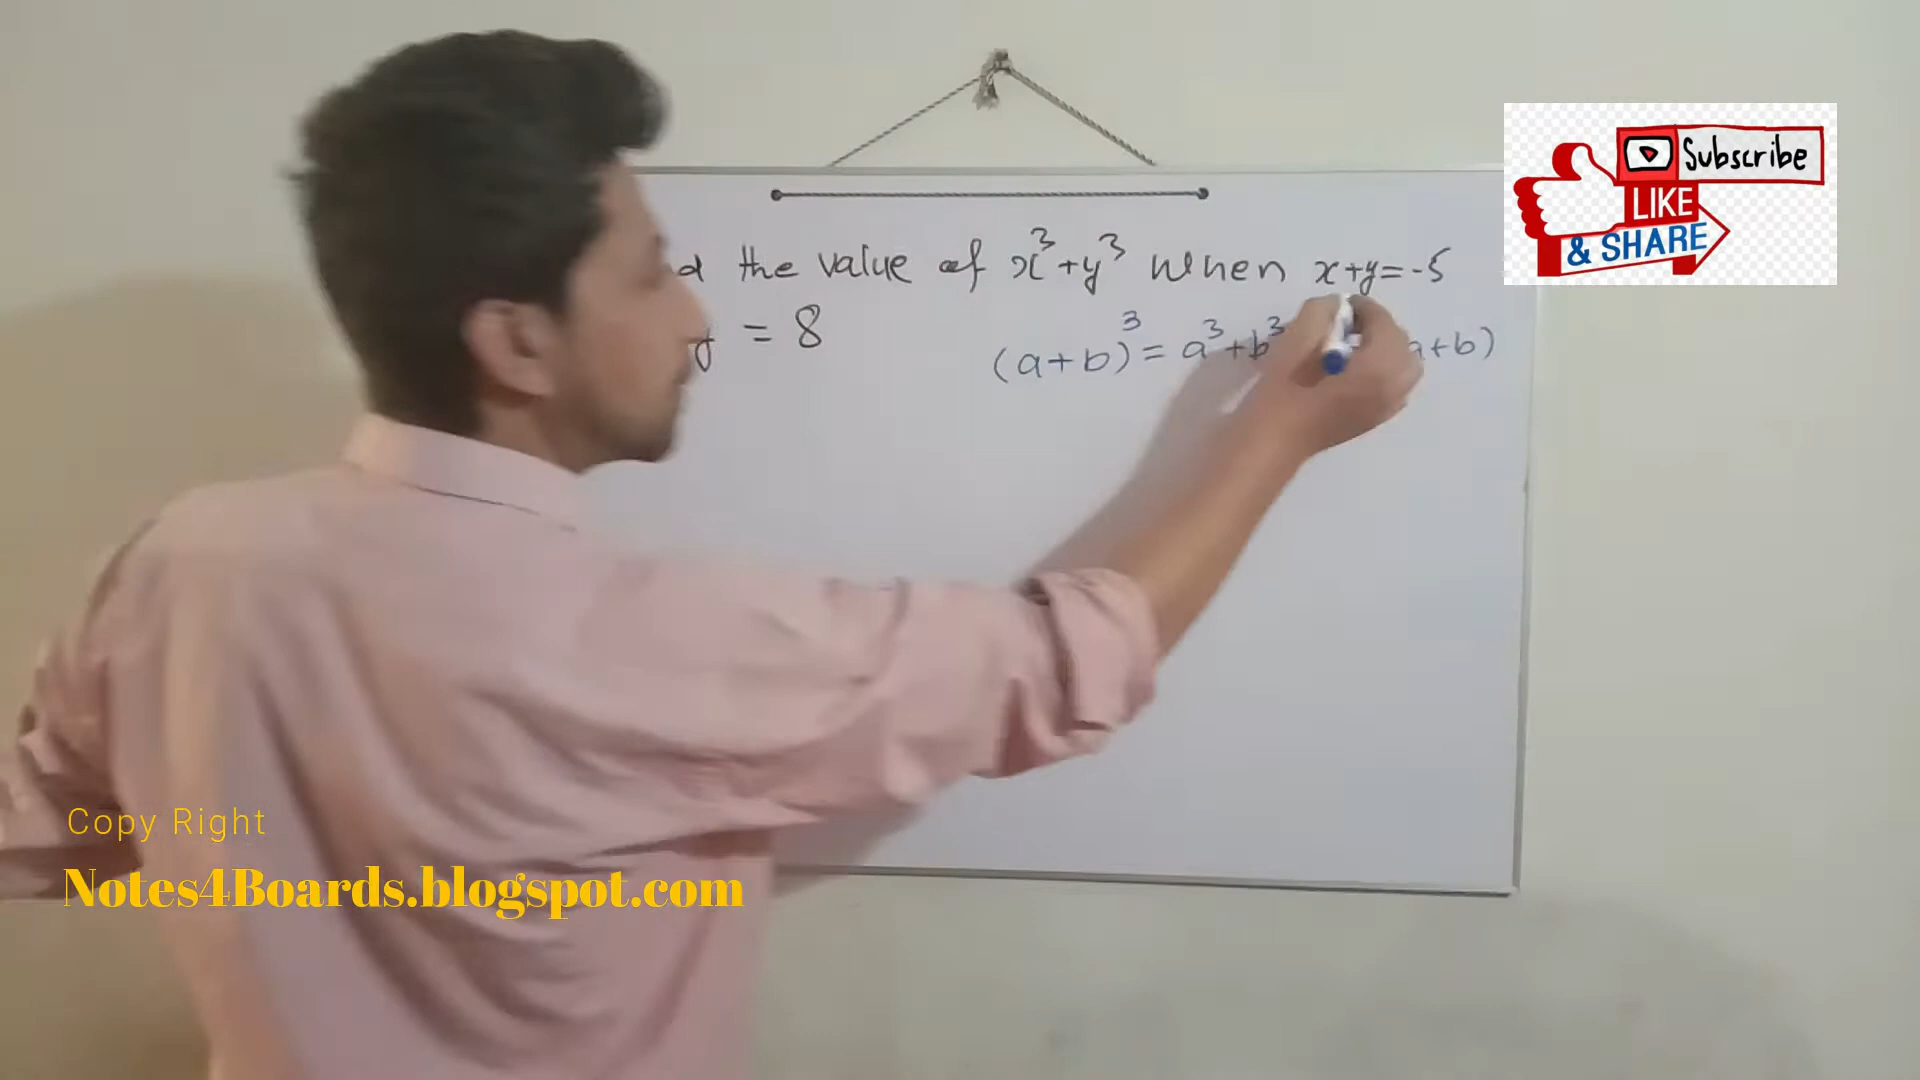 the value of x³+y³ when x+y=-5
y = 8
(a+b)³ = a³+b³ a+b)
Subscribe
LIKE
& SHARE
Copy Right
Notes4Boards.blogspot.com